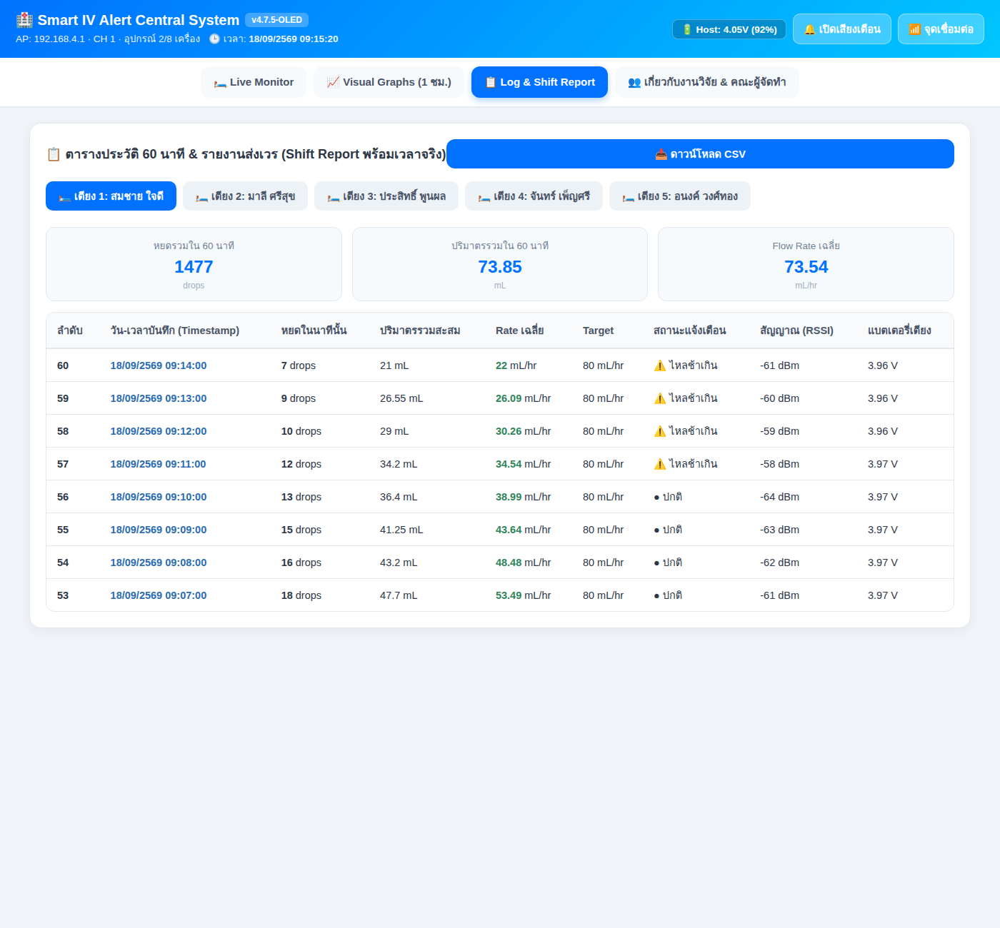 🏥 Smart IV Alert Central System v4.7.5-OLED
AP: 192.168.4.1 · CH 1 · อุปกรณ์ 2/8 เครื่อง 🕒 เวลา: 18/09/2569 09:15:20
🔋 Host: 4.05V (92%) 🔔 เปิดเสียงเตือน 📶 จุดเชื่อมต่อ
🛏️ Live Monitor 📈 Visual Graphs (1 ชม.) 📋 Log & Shift Report 👥 เกี่ยวกับงานวิจัย & คณะผู้จัดทำ
📋 ตารางประวัติ 60 นาที & รายงานส่งเวร (Shift Report พร้อมเวลาจริง) 📥 ดาวน์โหลด CSV
🛏️ เตียง 1: สมชาย ใจดี 🛏️ เตียง 2: มาลี ศรีสุข 🛏️ เตียง 3: ประสิทธิ์ พูนผล 🛏️ เตียง 4: จันทร์ เพ็ญศรี 🛏️ เตียง 5: อนงค์ วงศ์ทอง
หยดรวมใน 60 นาที ปริมาตรรวมใน 60 นาที Flow Rate เฉลี่ย
1477 73.85 73.54
drops mL mL/hr
ลำดับ วัน-เวลาบันทึก (Timestamp) หยดในนาทีนั้น ปริมาตรรวมสะสม Rate เฉลี่ย Target สถานะแจ้งเตือน สัญญาณ (RSSI) แบตเตอรี่เตียง
60 18/09/2569 09:14:00 7 drops 21 mL 22 mL/hr 80 mL/hr ⚠️ ไหลช้าเกิน -61 dBm 3.96 V
59 18/09/2569 09:13:00 9 drops 26.55 mL 26.09 mL/hr 80 mL/hr ⚠️ ไหลช้าเกิน -60 dBm 3.96 V
58 18/09/2569 09:12:00 10 drops 29 mL 30.26 mL/hr 80 mL/hr ⚠️ ไหลช้าเกิน -59 dBm 3.96 V
57 18/09/2569 09:11:00 12 drops 34.2 mL 34.54 mL/hr 80 mL/hr ⚠️ ไหลช้าเกิน -58 dBm 3.97 V
56 18/09/2569 09:10:00 13 drops 36.4 mL 38.99 mL/hr 80 mL/hr ● ปกติ -64 dBm 3.97 V
55 18/09/2569 09:09:00 15 drops 41.25 mL 43.64 mL/hr 80 mL/hr ● ปกติ -63 dBm 3.97 V
54 18/09/2569 09:08:00 16 drops 43.2 mL 48.48 mL/hr 80 mL/hr ● ปกติ -62 dBm 3.97 V
53 18/09/2569 09:07:00 18 drops 47.7 mL 53.49 mL/hr 80 mL/hr ● ปกติ -61 dBm 3.97 V